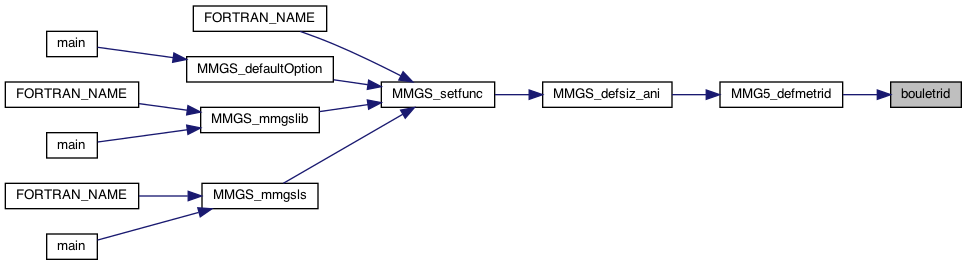 FORTRAN_NAME
main
MMGS_defaultOption
FORTRAN_NAME
MMGS_setfunc
MMGS_defsiz_ani
MMG5_defmetrid
bouletrid
MMGS_mmgslib
main
FORTRAN_NAME
MMGS_mmgsls
main